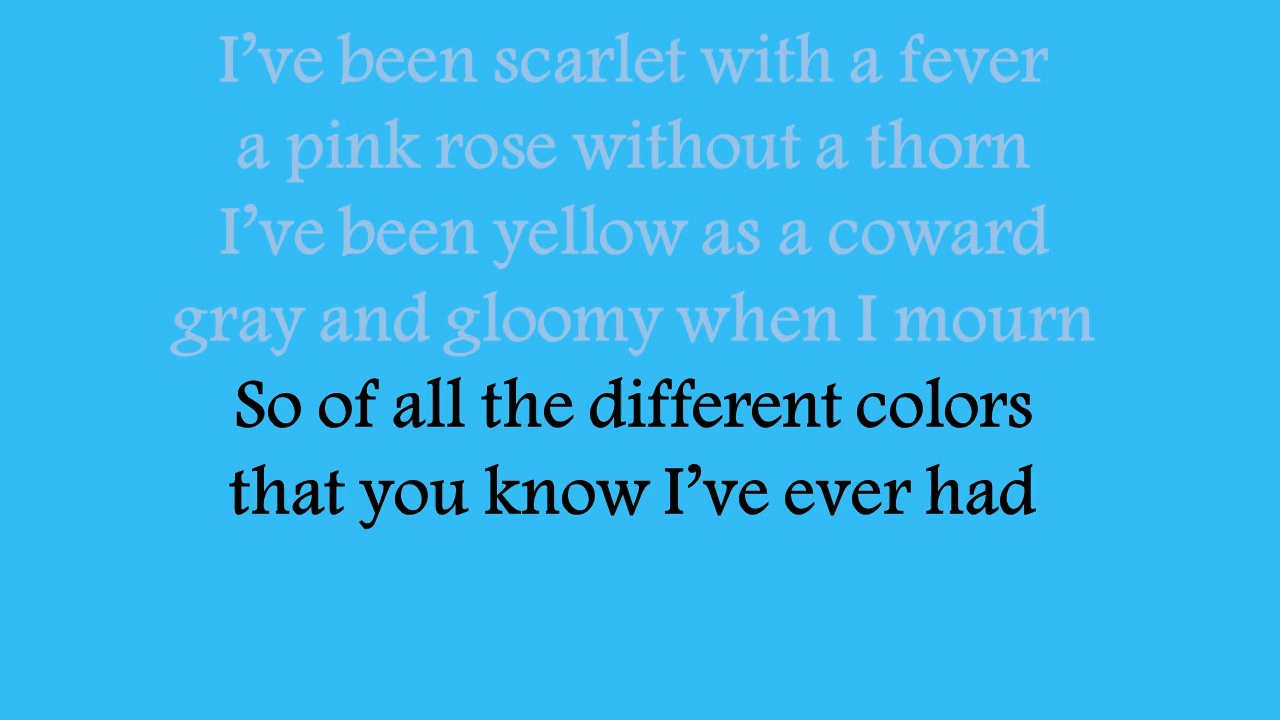 I’ve been scarlet with a fever
a pink rose without a thorn
I’ve been yellow as a coward
gray and gloomy when I mourn
So of all the different colors
that you know I’ve ever had